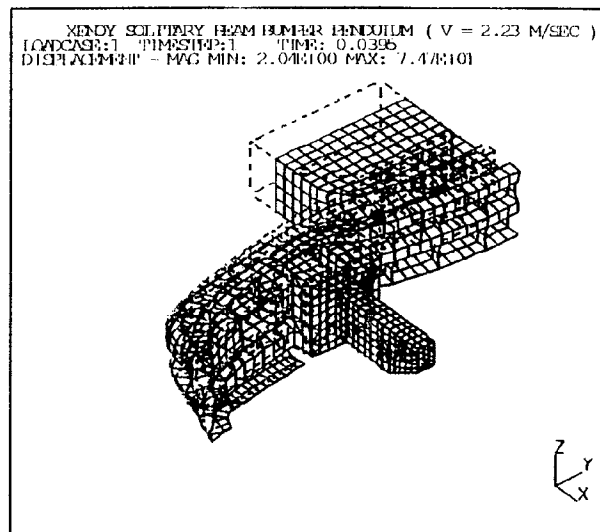 XENOY SOLITARY BEAM BUMPER PENDULUM ( V = 2.23 M/SEC )
LOADCASE:1 TIMESTEP:1 TIME: 0.0396
DISPLACEMENT - MAG MIN: 2.04E+00 MAX: 7.47E+01
Z
Y
X